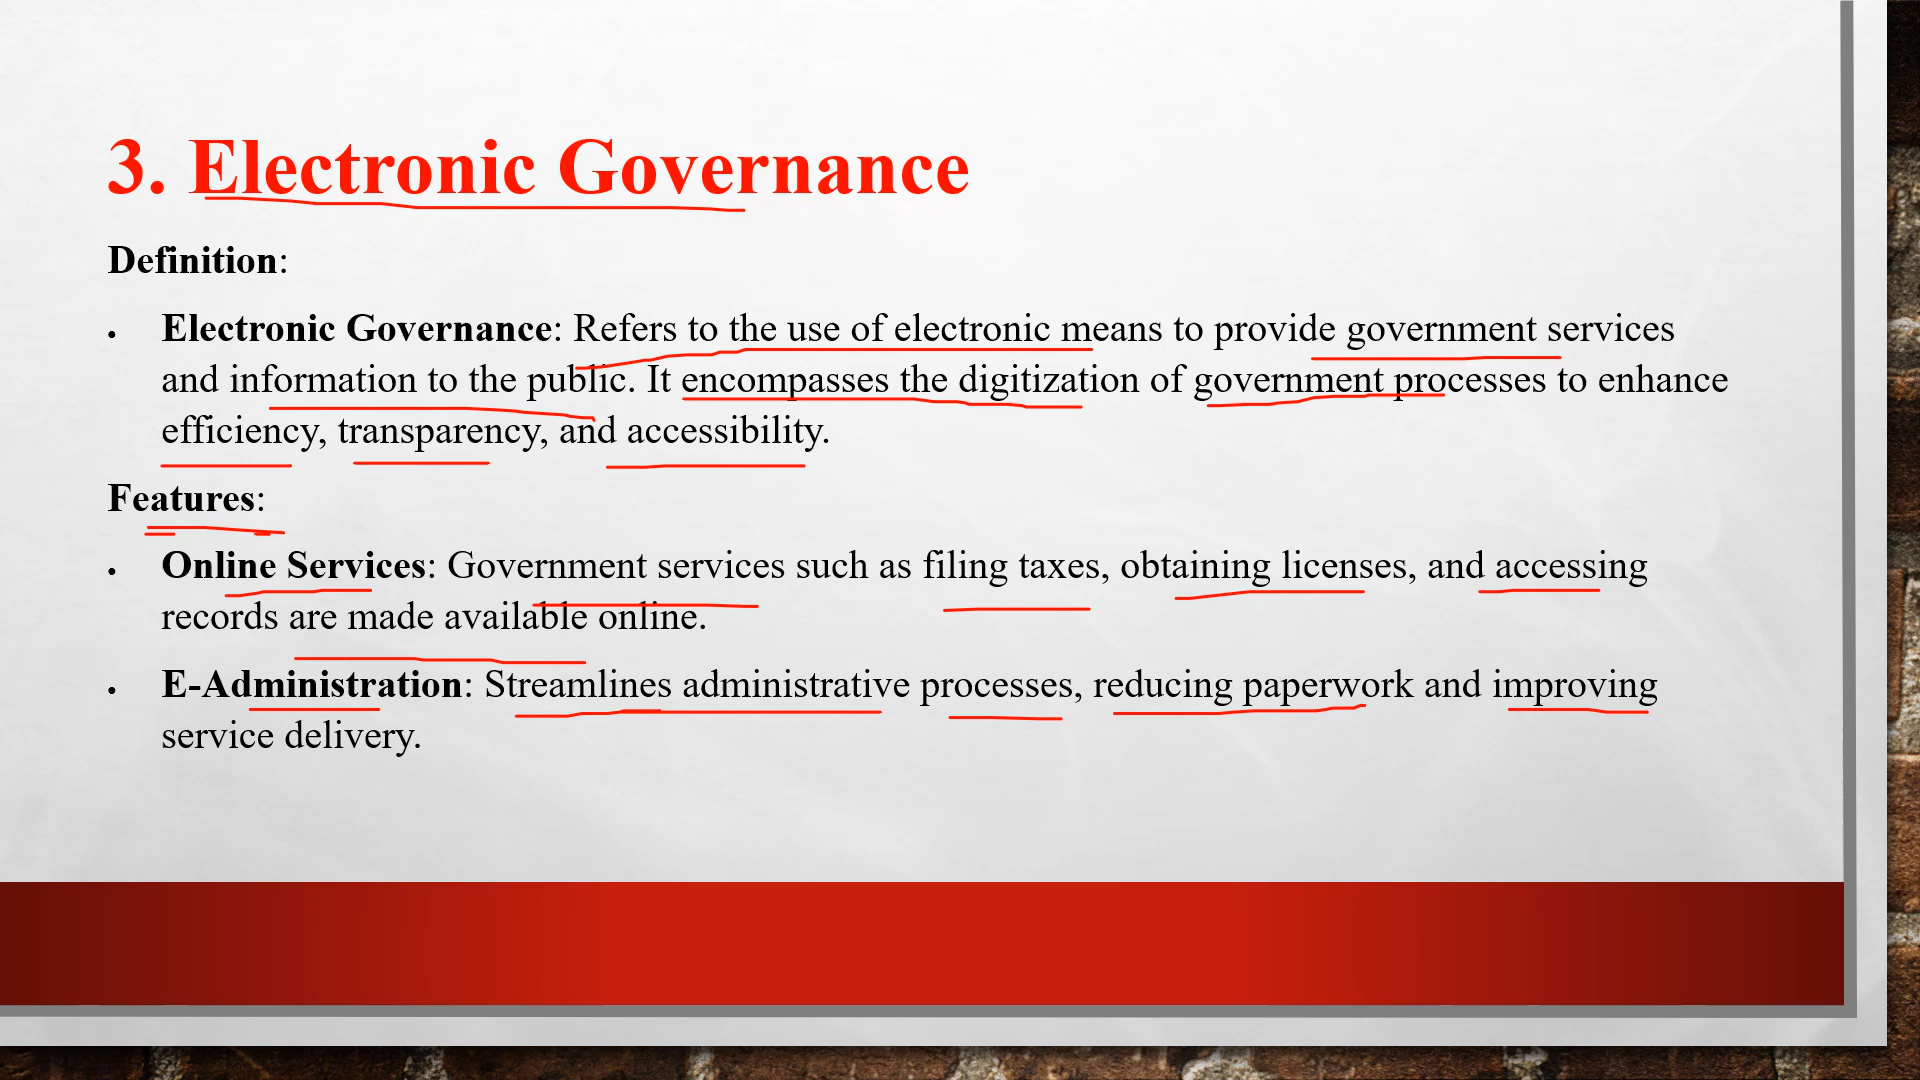 3. Electronic Governance
Definition:
• Electronic Governance: Refers to the use of electronic means to provide government services
and information to the public. It encompasses the digitization of government processes to enhance
efficiency, transparency, and accessibility.
Features:
• Online Services: Government services such as filing taxes, obtaining licenses, and accessing
records are made available online.
• E-Administration: Streamlines administrative processes, reducing paperwork and improving
service delivery.